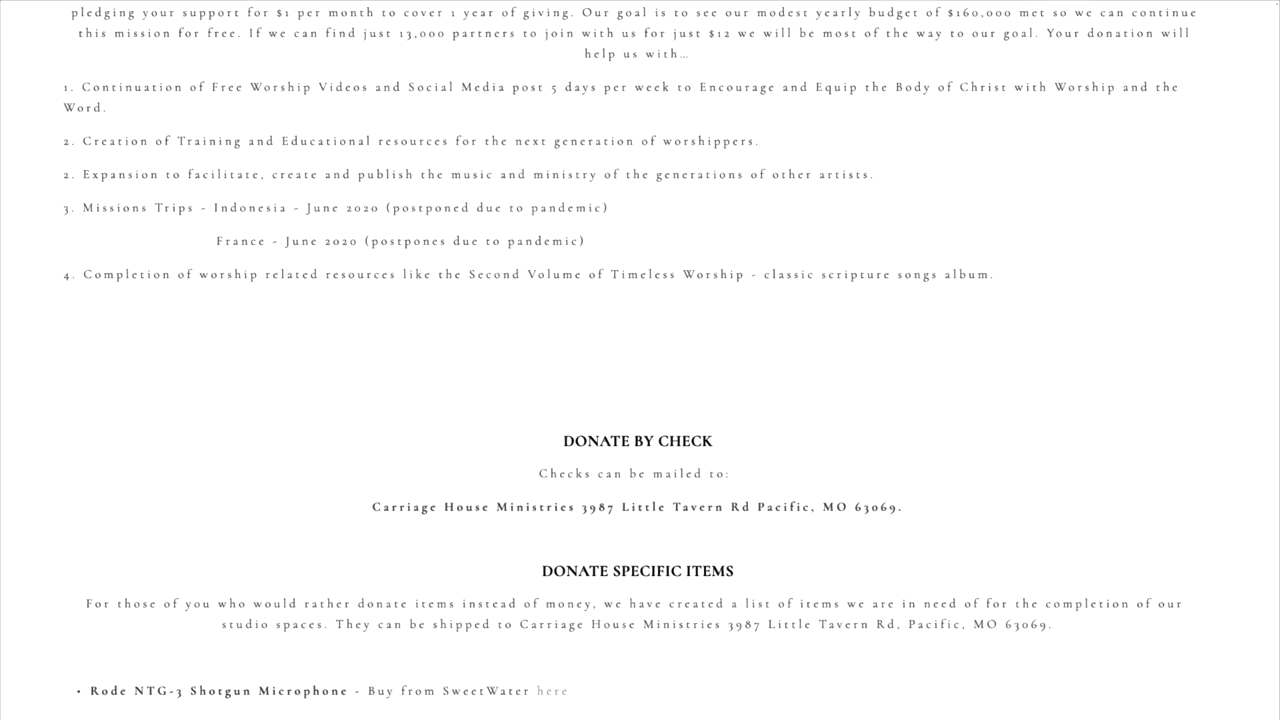 pledging your support for $1 per month to cover 1 year of giving. Our goal is to see our modest yearly budget of $160,000 met so we can continue
this mission for free. If we can find just 13,000 partners to join with us for just $12 we will be most of the way to our goal. Your donation will
help us with…
1. Continuation of Free Worship Videos and Social Media post 5 days per week to Encourage and Equip the Body of Christ with Worship and the
Word.
2. Creation of Training and Educational resources for the next generation of worshippers.
2. Expansion to facilitate, create and publish the music and ministry of the generations of other artists.
3. Missions Trips - Indonesia - June 2020 (postponed due to pandemic)
France - June 2020 (postpones due to pandemic)
4. Completion of worship related resources like the Second Volume of Timeless Worship - classic scripture songs album.
DONATE BY CHECK
Checks can be mailed to:
Carriage House Ministries 3987 Little Tavern Rd Pacific, MO 63069.
DONATE SPECIFIC ITEMS
For those of you who would rather donate items instead of money, we have created a list of items we are in need of for the completion of our
studio spaces. They can be shipped to Carriage House Ministries 3987 Little Tavern Rd, Pacific, MO 63069.
• Rode NTG-3 Shotgun Microphone - Buy from SweetWater here